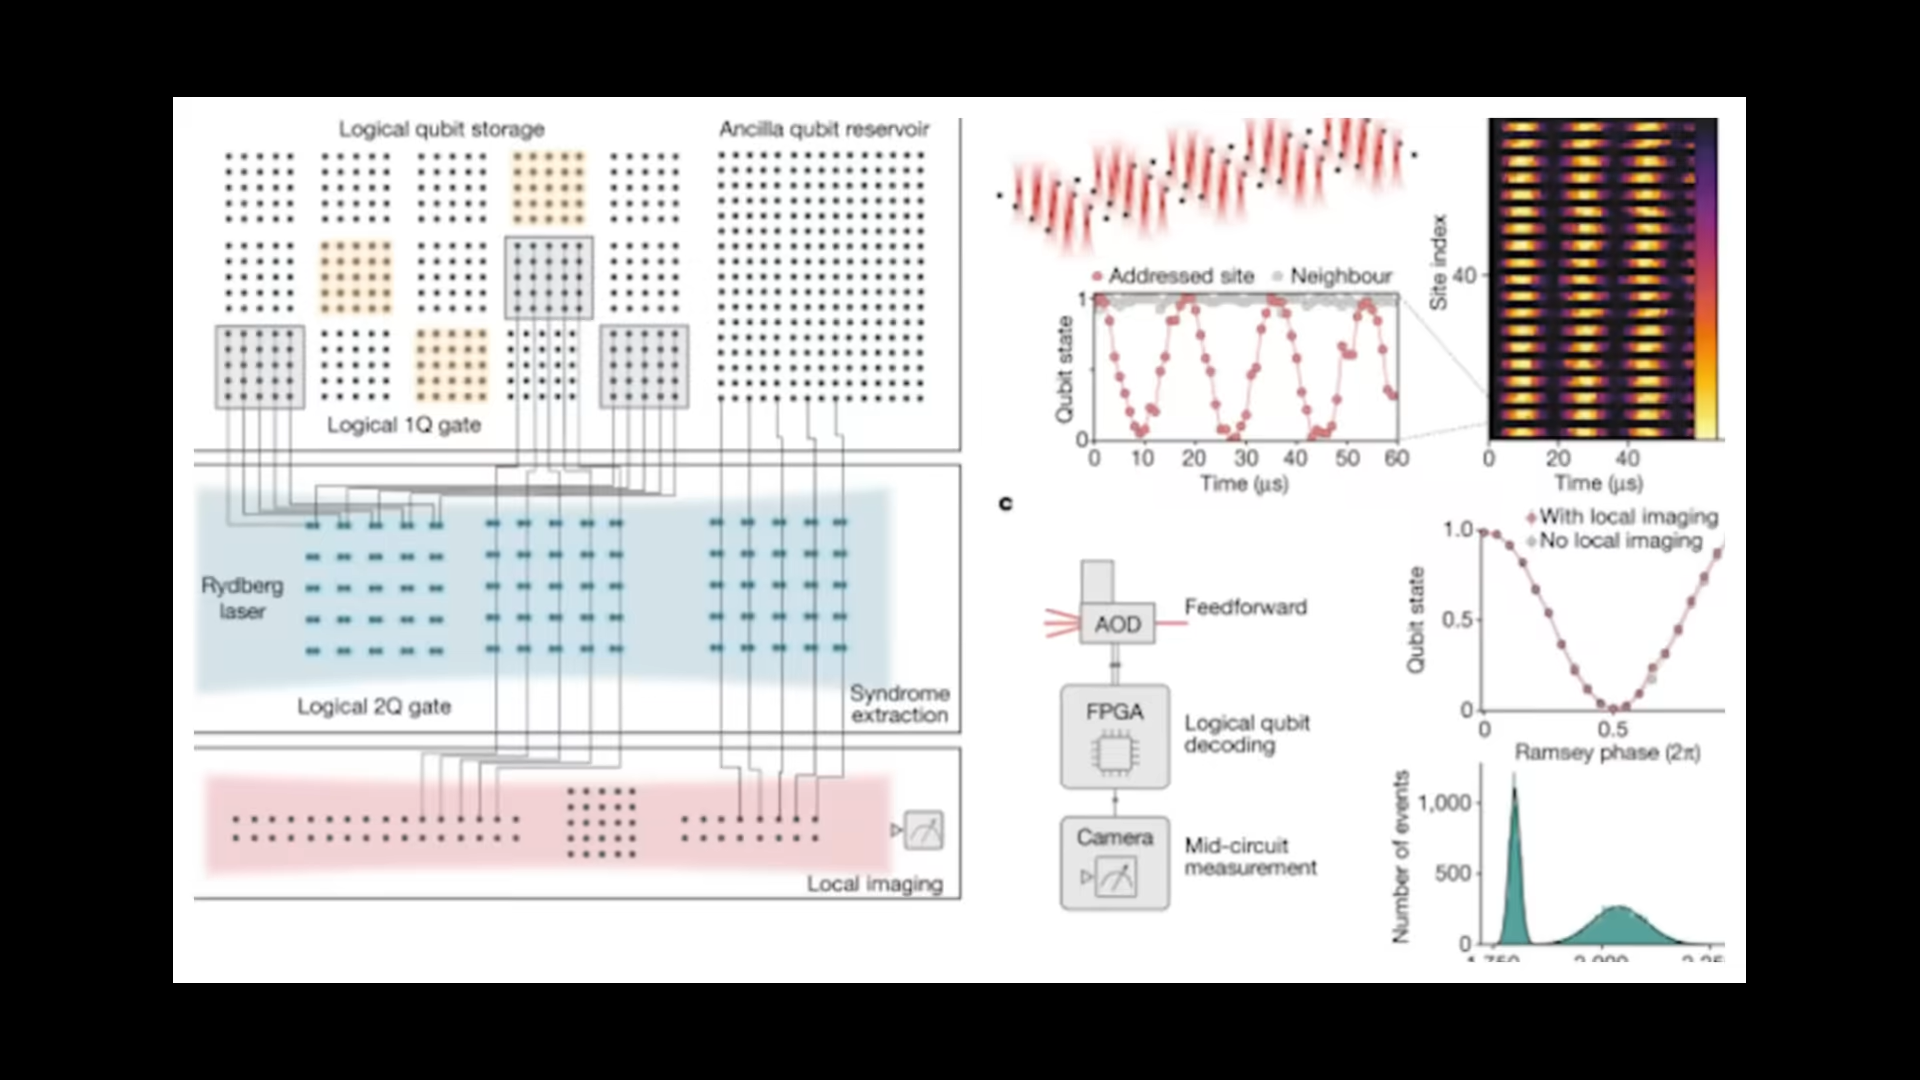 Logical qubit storage
Ancilla qubit reservoir
Logical 1Q gate
Rydberg
laser
Logical 2Q gate
Syndrome
extraction
Local imaging
Addressed site
Neighbour
Qubit state
1
0
0 10 20 30 40 50 60
Time (μs)
Site index
40
0 20 40
Time (μs)
c
AOD
Feedforward
FPGA
Logical qubit
decoding
Camera
Mid-circuit
measurement
With local imaging
No local imaging
Qubit state
1.0
0.5
0
0 0.5
Ramsey phase (2π)
Number of events
1,000
500
0